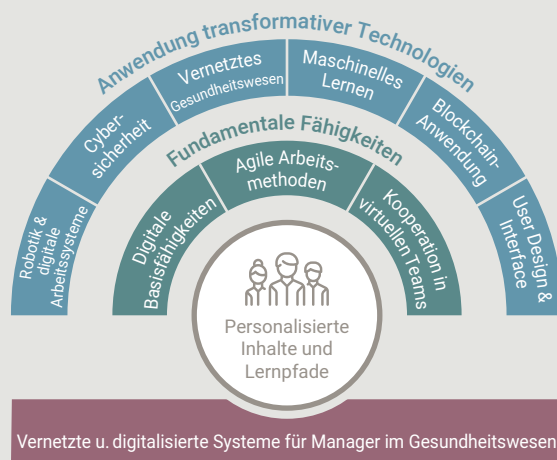 Anwendung transformativer Technologien
Robotik &
digitale
Arbeitssysteme
Cyber-
sicherheit
Vernetztes
Gesundheitswesen
Maschinelles
Lernen
Blockchain-
Anwendung
User Design &
Interface
Fundamentale Fähigkeiten
Digitale
Basisfähigkeiten
Agile Arbeits-
methoden
Kooperation in
virtuellen Teams
Personalisierte
Inhalte und
Lernpfade
Vernetzte u. digitalisierte Systeme für Manager im Gesundheitswesen